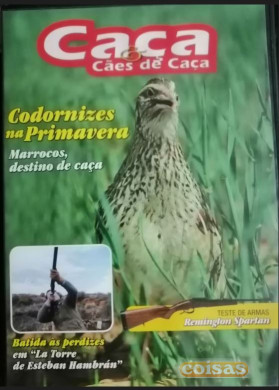 Caça
& Cães de Caça
Codornizes
na Primavera
Marrocos,
destino de caça
TESTE DE ARMAS
Remington Spartan
Batida às perdizes
em "La Torre
de Esteban Hambrán"
coisas